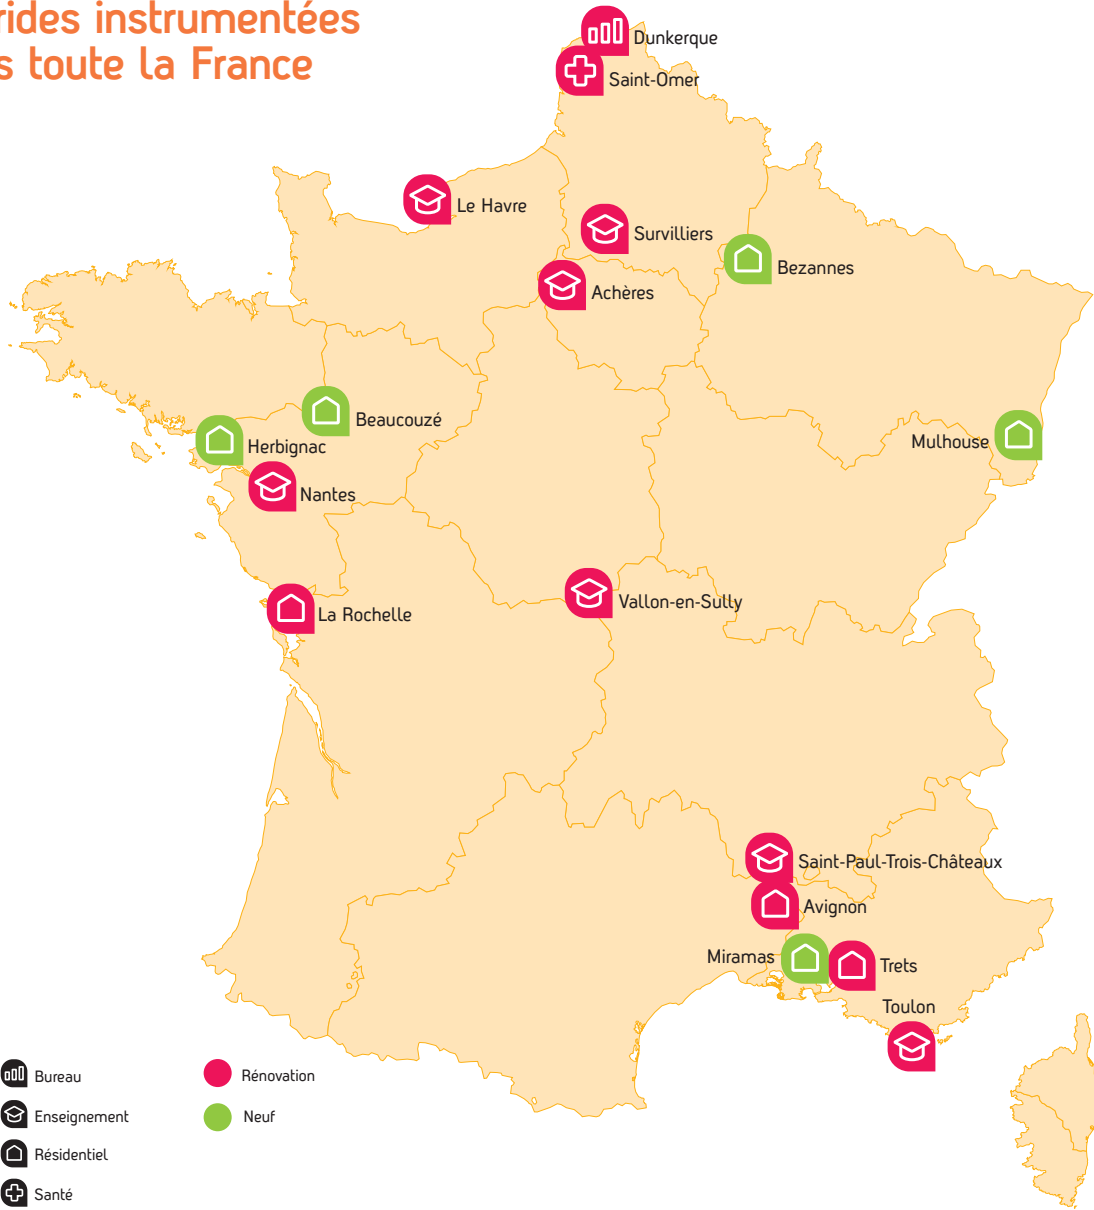 rides instrumentées
s toute la France
Dunkerque
Saint-Omer
Le Havre
Survilliers
Bezannes
Achères
Beaucouzé
Mulhouse
Herbignac
Nantes
Vallon-en-Sully
La Rochelle
Saint-Paul-Trois-Châteaux
Avignon
Miramas
Trets
Toulon
Bureau
Rénovation
Enseignement
Neuf
Résidentiel
Santé